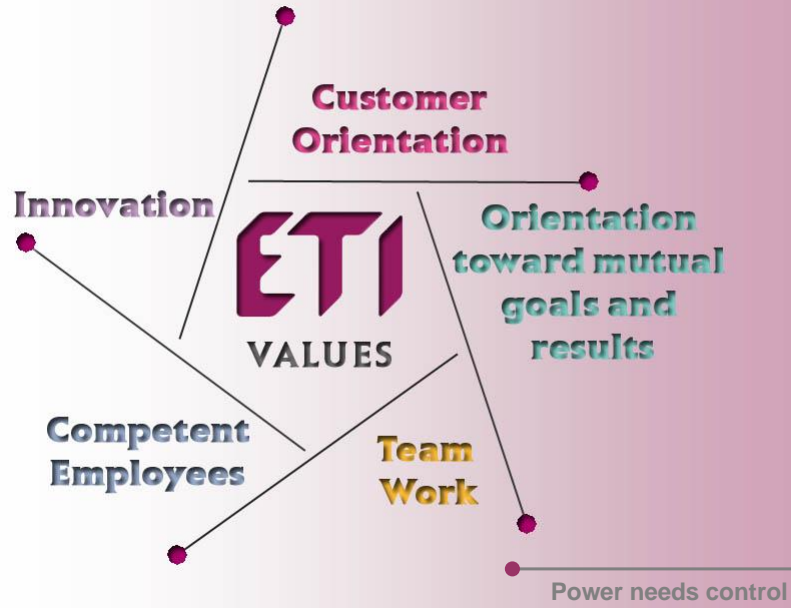 Customer
Orientation
Innovation
Orientation
toward mutual
goals and
results
ETI
VALUES
Competent
Employees
Team
Work
Power needs control